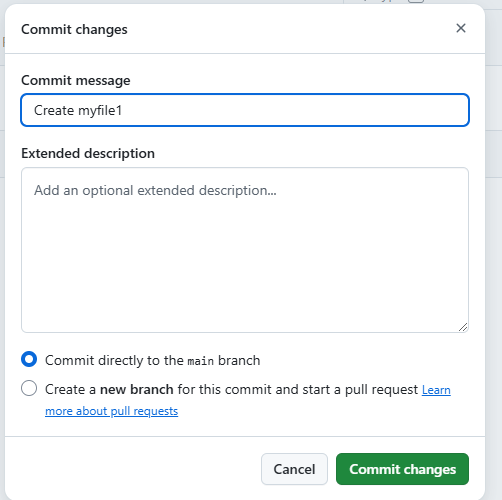 Commit changes
Commit message
Create myfile1
Extended description
Add an optional extended description...
Commit directly to the main branch
Create a new branch for this commit and start a pull request Learn
more about pull requests
Cancel
Commit changes